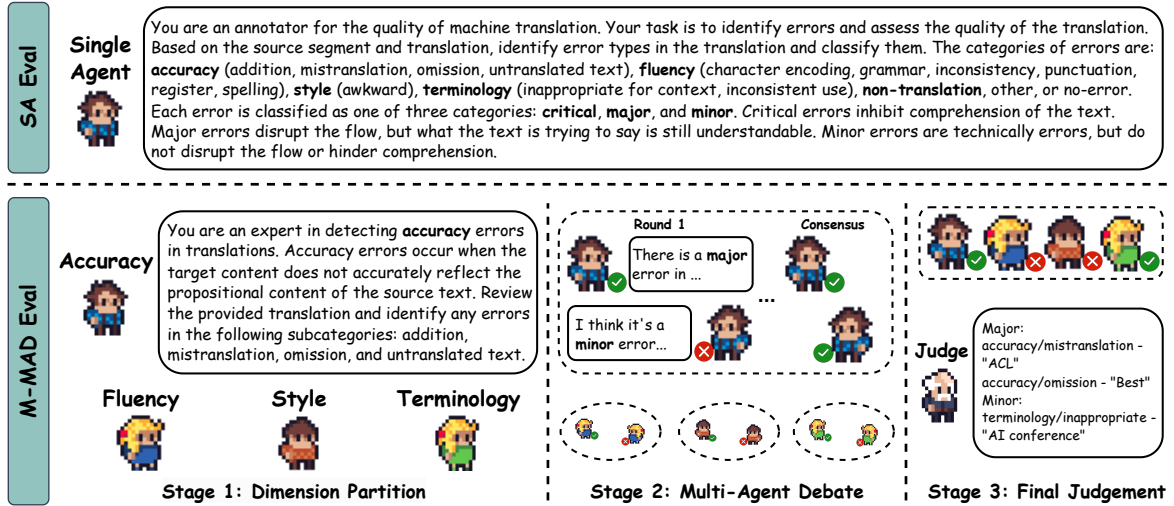 SA Eval
Single
Agent
You are an annotator for the quality of machine translation. Your task is to identify errors and assess the quality of the translation.
Based on the source segment and translation, identify error types in the translation and classify them. The categories of errors are:
accuracy (addition, mistranslation, omission, untranslated text), fluency (character encoding, grammar, inconsistency, punctuation,
register, spelling), style (awkward), terminology (inappropriate for context, inconsistent use), non-translation, other, or no-error.
Each error is classified as one of three categories: critical, major, and minor. Critical errors inhibit comprehension of the text.
Major errors disrupt the flow, but what the text is trying to say is still understandable. Minor errors are technically errors, but do
not disrupt the flow or hinder comprehension.
M-MAD Eval
Accuracy
You are an expert in detecting accuracy errors
in translations. Accuracy errors occur when the
target content does not accurately reflect the
propositional content of the source text. Review
the provided translation and identify any errors
in the following subcategories: addition,
mistranslation, omission, and untranslated text.
Fluency
Style
Terminology
Stage 1: Dimension Partition
Round 1
Consensus
There is a major
error in ...
...
I think it's a
minor error...
Stage 2: Multi-Agent Debate
Judge
Major:
accuracy/mistranslation -
"ACL"
accuracy/omission - "Best"
Minor:
terminology/inappropriate -
"AI conference"
Stage 3: Final Judgement